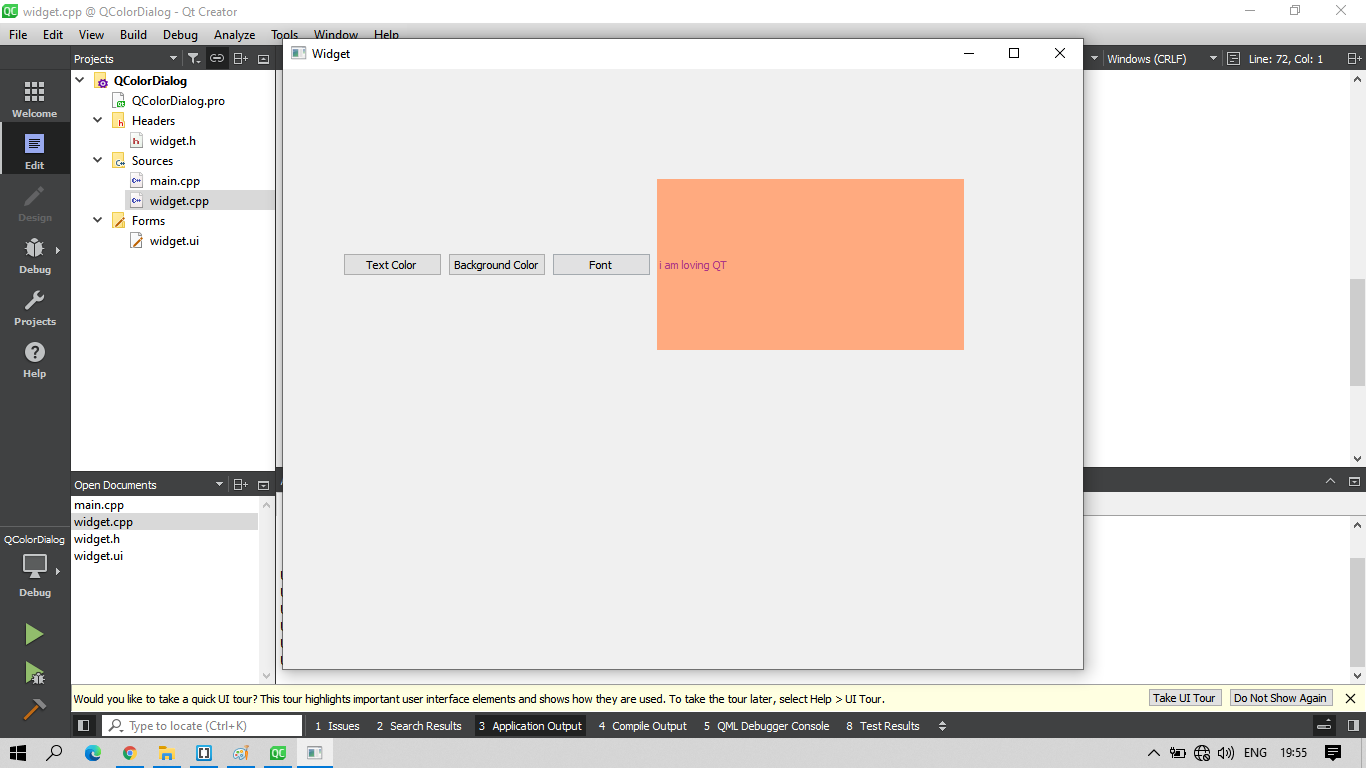 widget.cpp @ QColorDialog - Qt Creator
File Edit View Build Debug Analyze Tools Window Help
Projects
Widget
Windows (CRLF)
Line: 72, Col: 1
QColorDialog
QColorDialog.pro
Headers
widget.h
Sources
main.cpp
widget.cpp
Forms
widget.ui
Welcome
Edit
Design
Debug
Projects
Help
Text Color
Background Color
Font
i am loving QT
Open Documents
main.cpp
widget.cpp
widget.h
widget.ui
QColorDialog
Debug
Would you like to take a quick UI tour? This tour highlights important user interface elements and shows how they are used. To take the tour later, select Help > UI Tour.
Take UI Tour
Do Not Show Again
Type to locate (Ctrl+K)
1 Issues
2 Search Results
3 Application Output
4 Compile Output
5 QML Debugger Console
8 Test Results
ENG
19:55